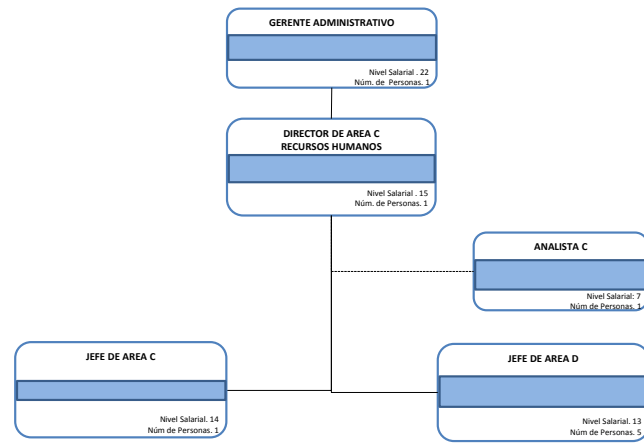 GERENTE ADMINISTRATIVO
Nivel Salarial . 22
Núm. de Personas. 1
DIRECTOR DE AREA C
RECURSOS HUMANOS
Nivel Salarial . 15
Núm. de Personas. 1
ANALISTA C
Nivel Salarial: 7
Núm de Personas. 1
JEFE DE AREA C
Nivel Salarial. 14
Núm de Personas. 1
JEFE DE AREA D
Nivel Salarial. 13
Núm de Personas. 5